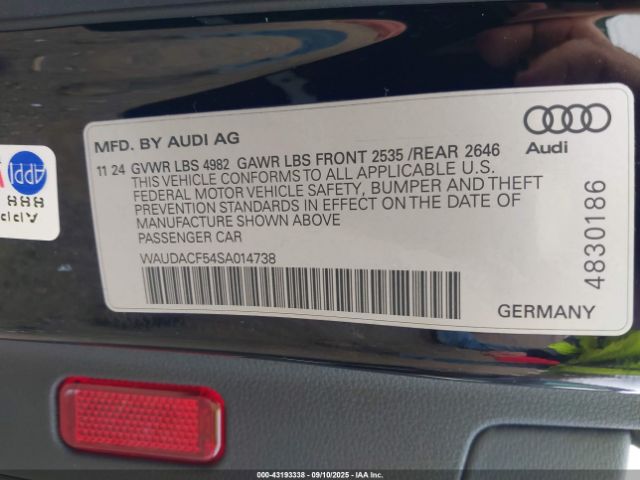 MFD. BY AUDI AG
Audi
11 24 GVWR LBS 4982 GAWR LBS FRONT 2535 /REAR 2646
THIS VEHICLE CONFORMS TO ALL APPLICABLE U.S.
FEDERAL MOTOR VEHICLE SAFETY, BUMPER AND THEFT
PREVENTION STANDARDS IN EFFECT ON THE DATE OF
MANUFACTURE SHOWN ABOVE
PASSENGER CAR
WAUDACF54SA014738
4830186
GERMANY
00-43193338 - 09/10/2025 - Copyright © IAA, Inc.